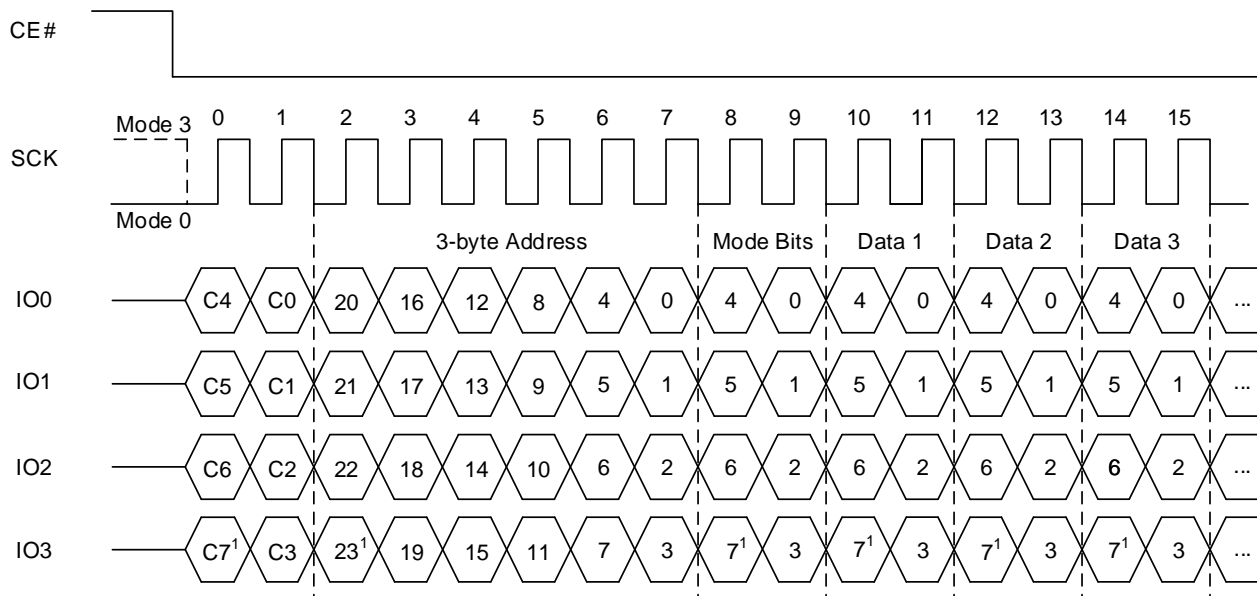 CE#
Mode 3 0 1 2 3 4 5 6 7 8 9 10 11 12 13 14 15
SCK
Mode 0
3-byte Address Mode Bits Data 1 Data 2 Data 3
IO0 C4 C0 20 16 12 8 4 0 4 0 4 0 4 0 4 0 ...
IO1 C5 C1 21 17 13 9 5 1 5 1 5 1 5 1 5 1 ...
IO2 C6 C2 22 18 14 10 6 2 6 2 6 2 6 2 6 2 ...
IO3 C7¹ C3 23¹ 19 15 11 7 3 7¹ 3 7¹ 3 7¹ 3 7¹ 3 ...